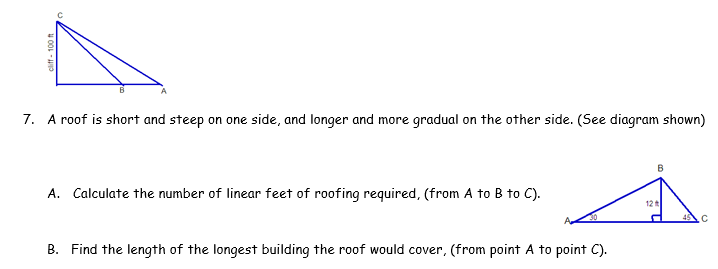 C
cliff - 100 ft
B
A
7. A roof is short and steep on one side, and longer and more gradual on the other side. (See diagram shown)
B
A. Calculate the number of linear feet of roofing required, (from A to B to C).
12 ft
A
30
45
C
B. Find the length of the longest building the roof would cover, (from point A to point C).